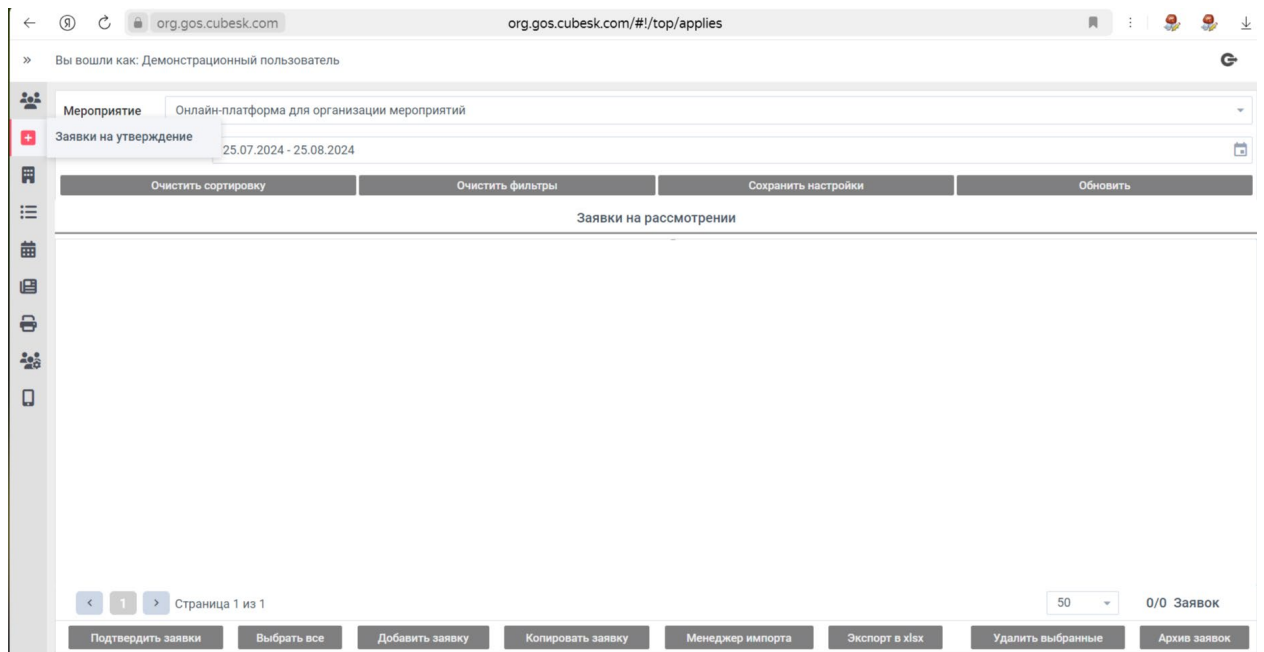 org.gos.cubesk.com org.gos.cubesk.com/#!/top/applies
Вы вошли как: Демонстрационный пользователь
Мероприятие Онлайн-платформа для организации мероприятий
Заявки на утверждение
25.07.2024 - 25.08.2024
Очистить сортировку Очистить фильтры Сохранить настройки Обновить
Заявки на рассмотрении
1 Страница 1 из 1 50 0/0 Заявок
Подтвердить заявки Выбрать все Добавить заявку Копировать заявку Менеджер импорта Экспорт в xlsx Удалить выбранные Архив заявок